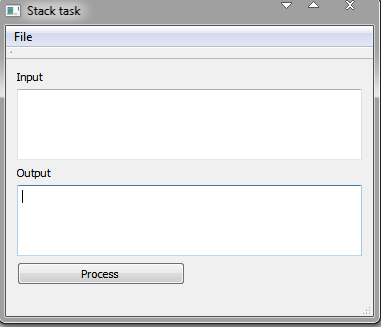 Stack task
File
Input
Output
Process